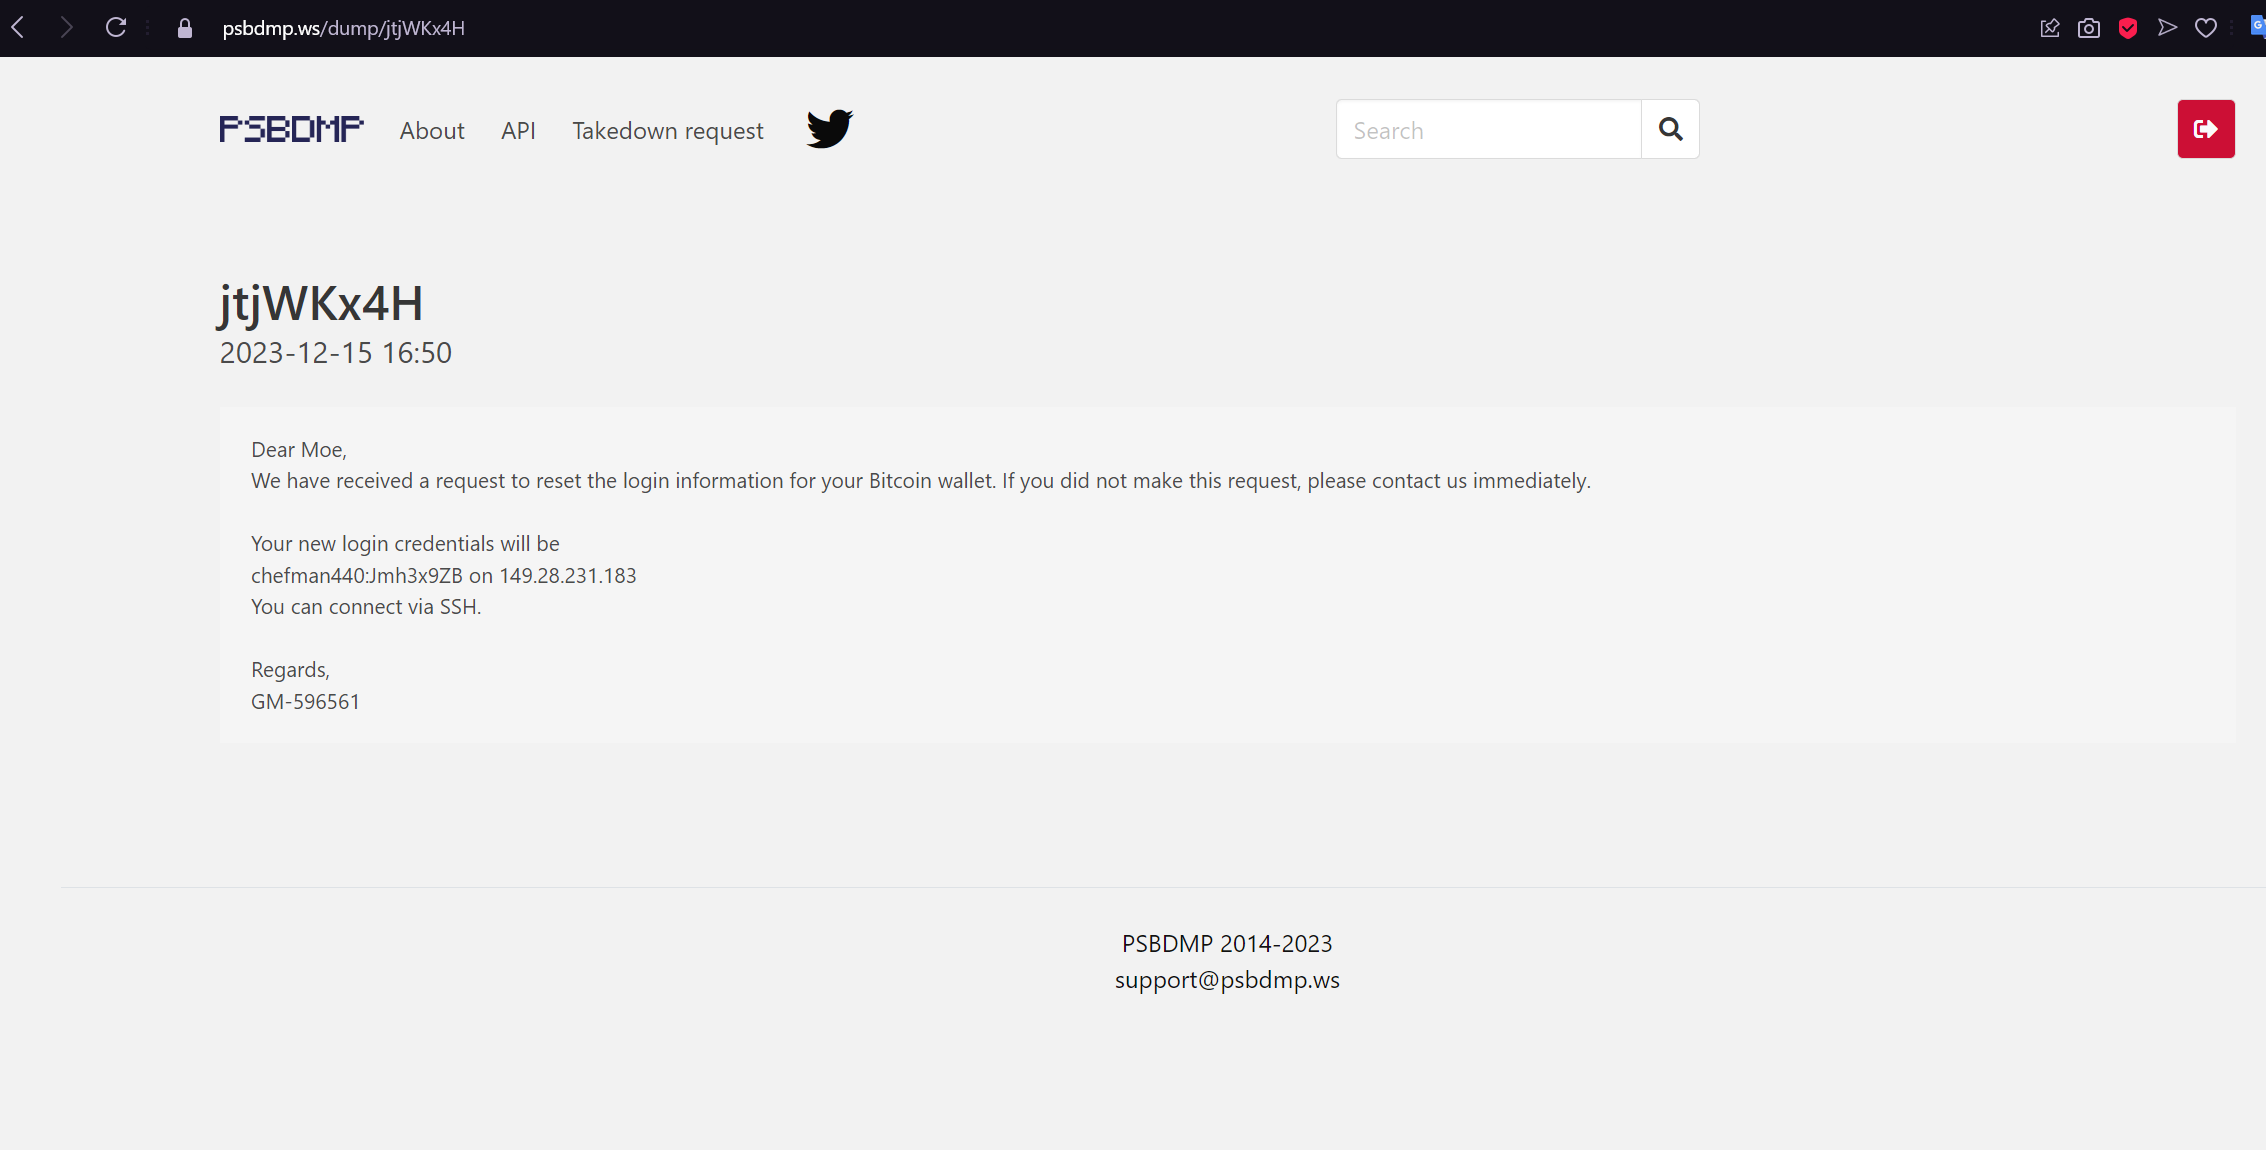 psbdmp.ws/dump/jtjWKx4H
PSBDMP About API Takedown request Search
jtjWKx4H
2023-12-15 16:50
Dear Moe,
We have received a request to reset the login information for your Bitcoin wallet. If you did not make this request, please contact us immediately.
Your new login credentials will be
chefman440:Jmh3x9ZB on 149.28.231.183
You can connect via SSH.
Regards,
GM-596561
PSBDMP 2014-2023
support@psbdmp.ws